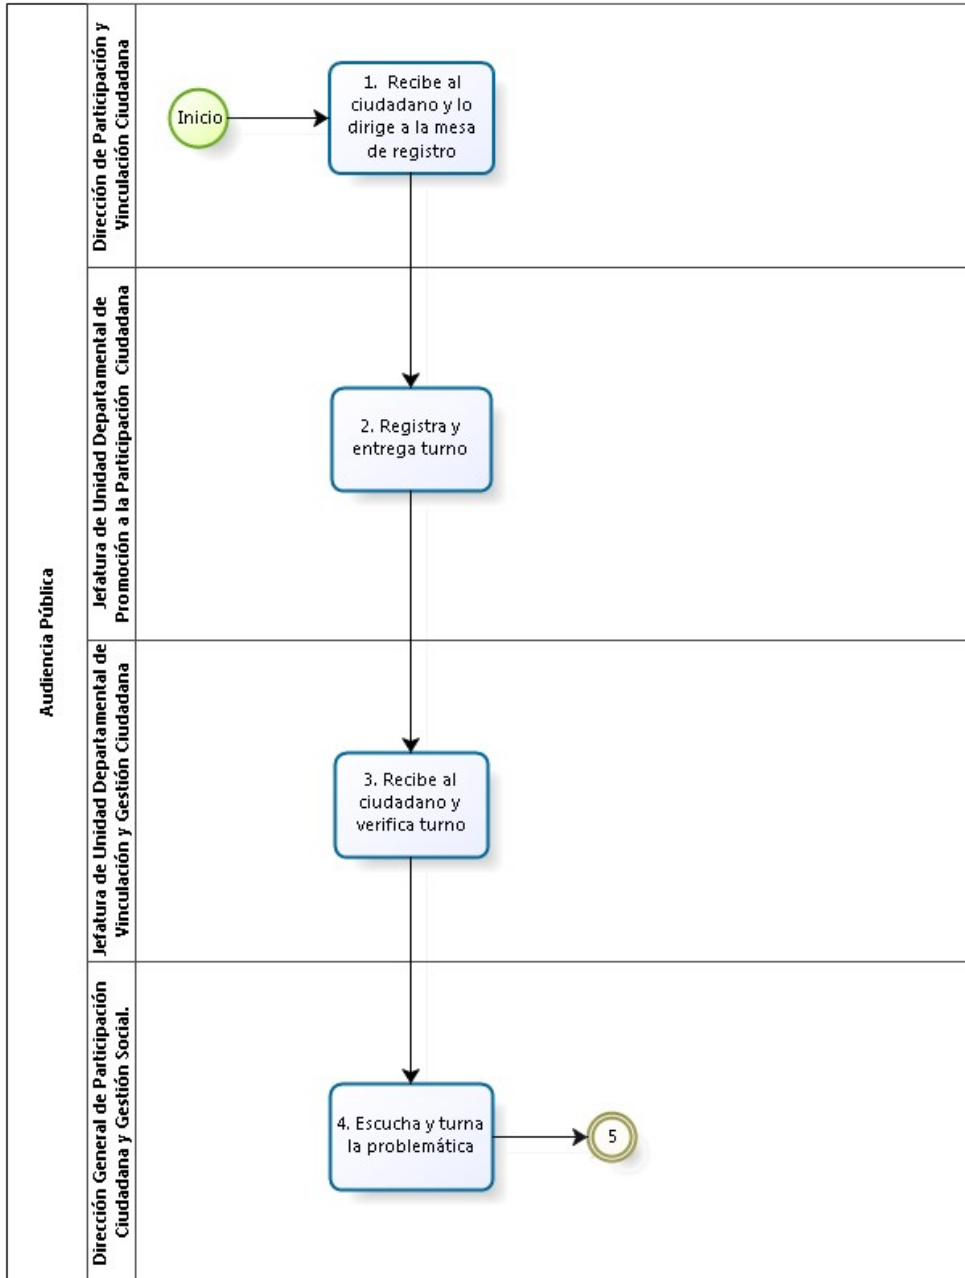 Audiencia Pública
Dirección de Participación y
Vinculación Ciudadana
Inicio
1. Recibe al
ciudadano y lo
dirige a la mesa
de registro
Jefatura de Unidad Departamental de
Promoción a la Participación Ciudadana
2. Registra y
entrega turno
Jefatura de Unidad Departamental de
Vinculación y Gestión Ciudadana
3. Recibe al
ciudadano y
verifica turno
Dirección General de Participación
Ciudadana y Gestión Social.
4. Escucha y turna
la problemática
5